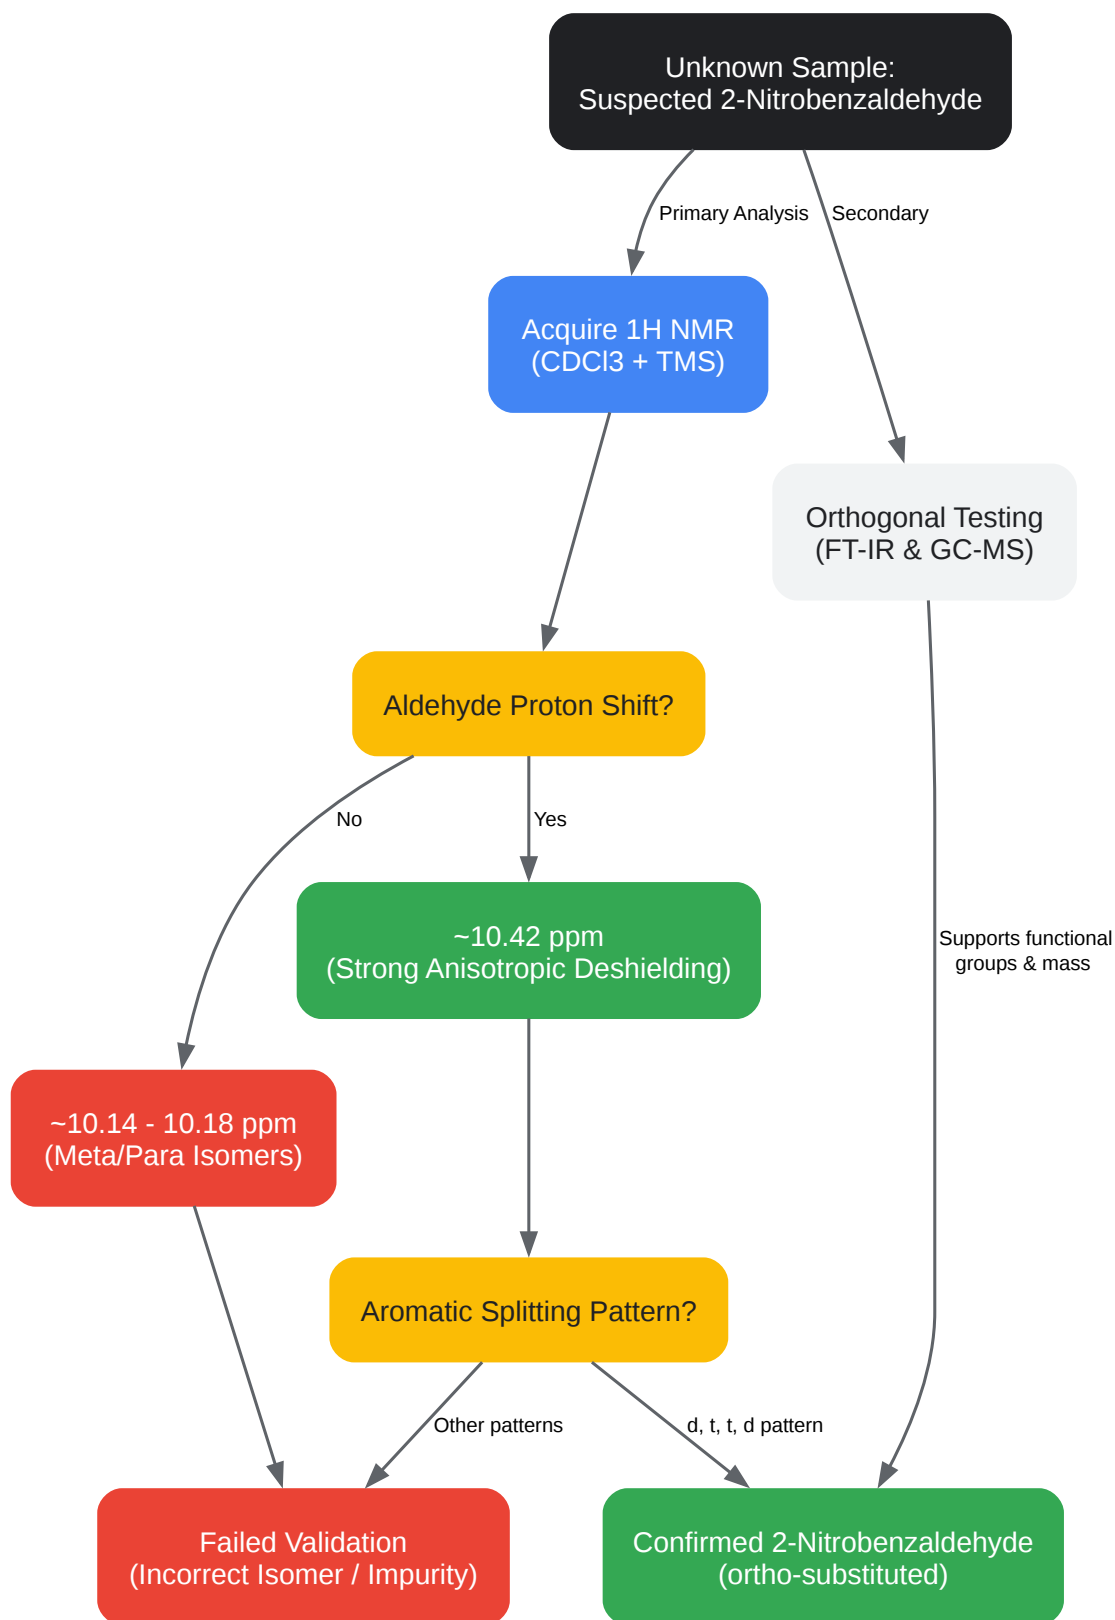 Unknown Sample:
Suspected 2-Nitrobenzaldehyde
Primary Analysis
Secondary
Acquire 1H NMR
(CDCl3 + TMS)
Orthogonal Testing
(FT-IR & GC-MS)
Aldehyde Proton Shift?
No
Yes
~10.42 ppm
(Strong Anisotropic Deshielding)
Supports functional
groups & mass
~10.14 - 10.18 ppm
(Meta/Para Isomers)
Aromatic Splitting Pattern?
Other patterns
d, t, t, d pattern
Failed Validation
(Incorrect Isomer / Impurity)
Confirmed 2-Nitrobenzaldehyde
(ortho-substituted)